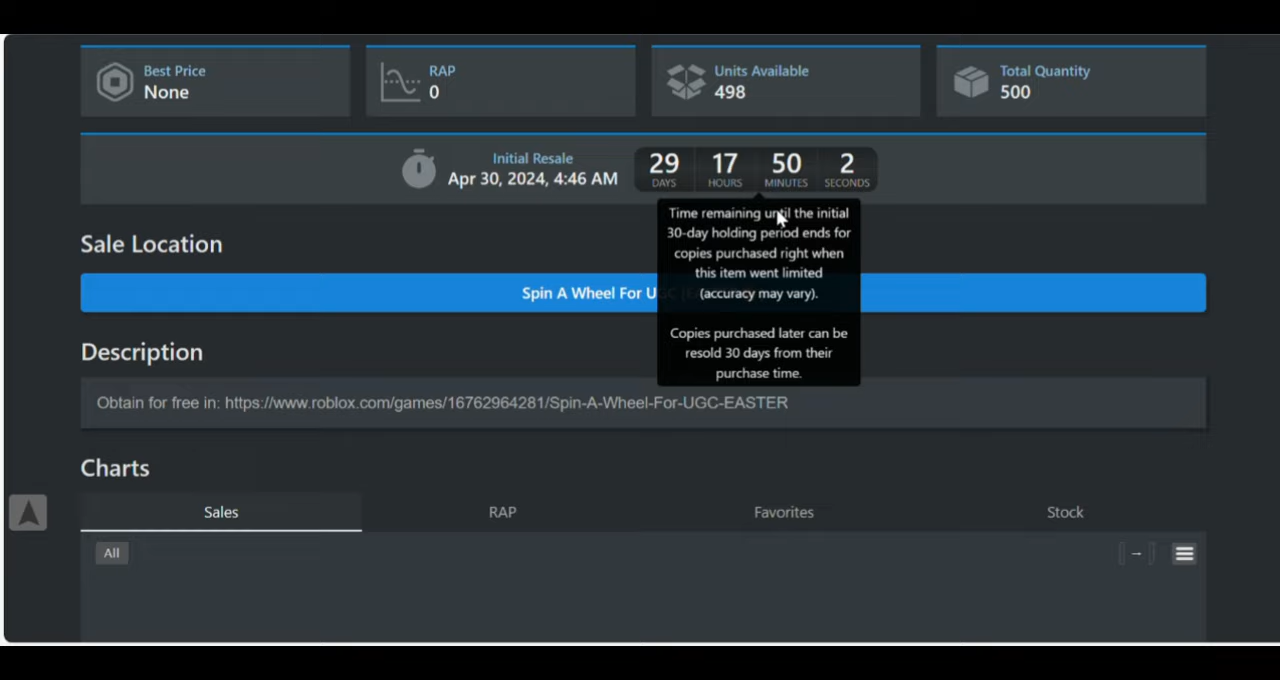 Best Price
None
RAP
0
Units Available
498
Total Quantity
500
Initial Resale
Apr 30, 2024, 4:46 AM
29
DAYS
17
HOURS
50
MINUTES
2
SECONDS
Time remaining until the initial
30-day holding period ends for
copies purchased right when
this item went limited
(accuracy may vary).
Copies purchased later can be
resold 30 days from their
purchase time.
Sale Location
Spin A Wheel For U
Description
Obtain for free in: https://www.roblox.com/games/16762964281/Spin-A-Wheel-For-UGC-EASTER
Charts
Sales
RAP
Favorites
Stock
All
→